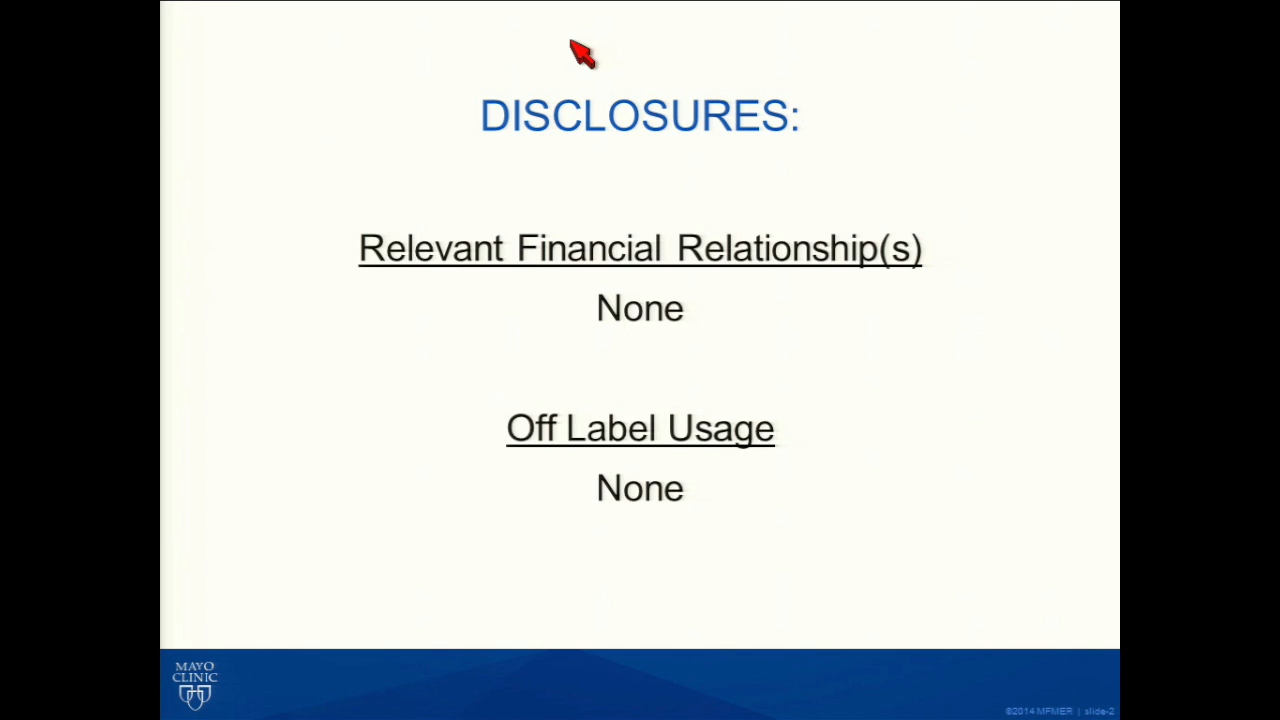 DISCLOSURES:
Relevant Financial Relationship(s)
None
Off Label Usage
None
MAYO
CLINIC
©2014 MFMER | slide-2